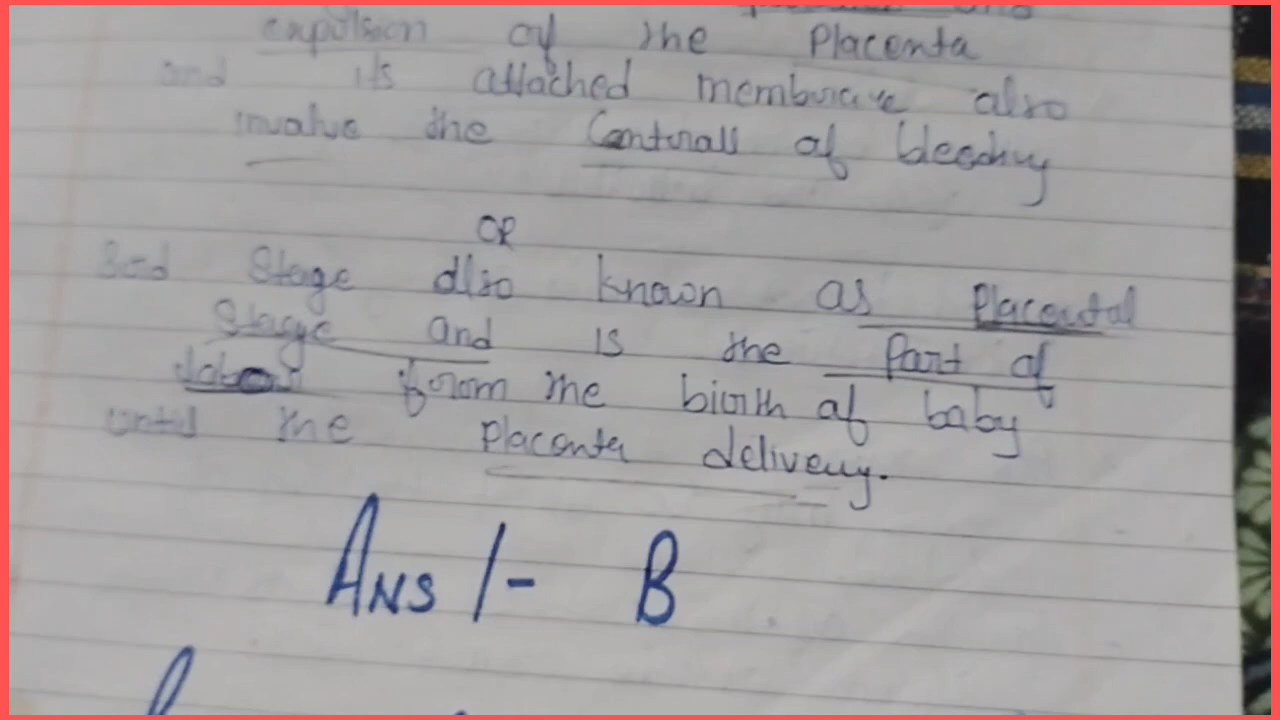 expulsion of the Placenta
and its attached membrane also
involve the Controll of bleeding
OR
3rd Stage also known as Placental
Stage and is the Part of
labour from the birth of baby
until the Placenta delivery.
Ans/- B